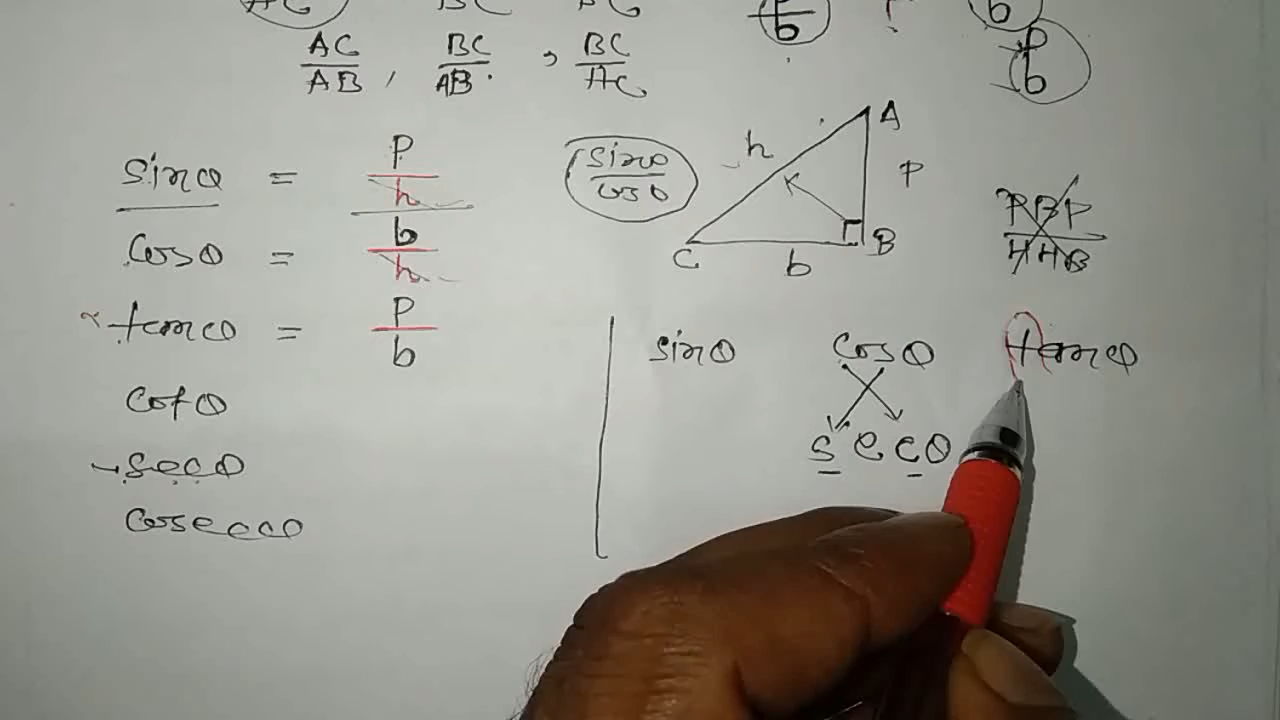 AC/AB , BC/AB . , BC/AC
p/b
p/b
sinθ = P/h
cosθ = b/h
tanθ = P/b
cotθ
secθ
cosecθ
sinθ/cosθ
A
h
P
K
C
b
B
PBP/HHB
sinθ cosθ tanθ
secθ